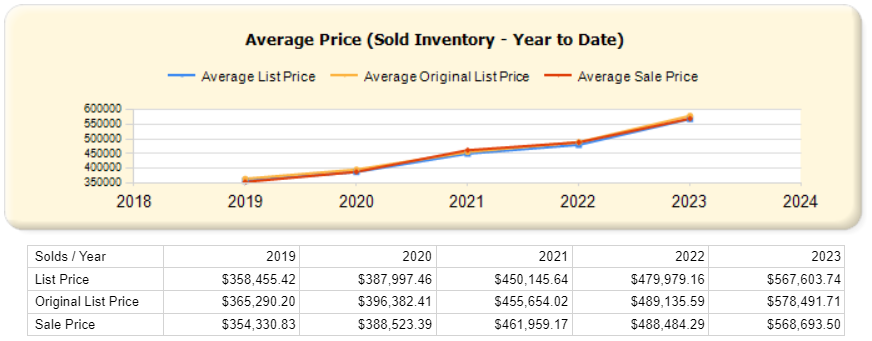 Average Price (Sold Inventory - Year to Date)
Average List Price Average Original List Price Average Sale Price
600000
550000
500000
450000
400000
350000
2018 2019 2020 2021 2022 2023 2024
Solds / Year 2019 2020 2021 2022 2023
List Price $358,455.42 $387,997.46 $450,145.64 $479,979.16 $567,603.74
Original List Price $365,290.20 $396,382.41 $455,654.02 $489,135.59 $578,491.71
Sale Price $354,330.83 $388,523.39 $461,959.17 $488,484.29 $568,693.50